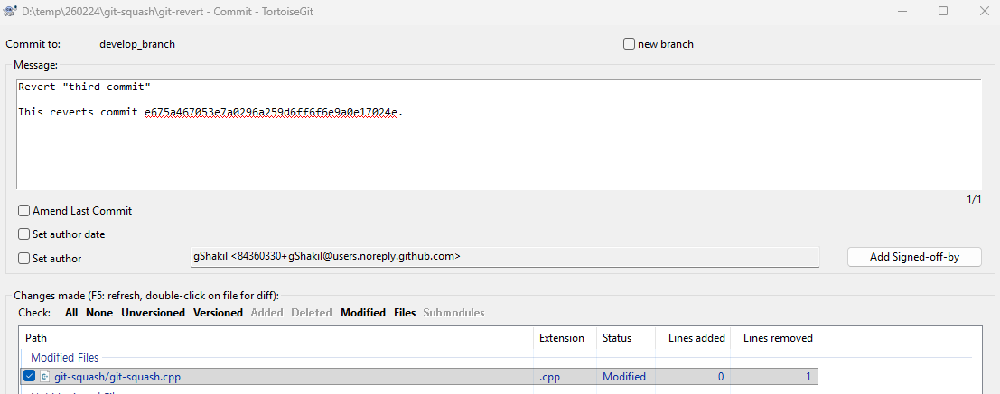 D:\temp\260224\git-squash\git-revert - Commit - TortoiseGit
Commit to: develop_branch new branch
Message:
Revert "third commit"
This reverts commit e675a467053e7a0296a259d6ff6f6e9a0e17024e.
1/1
Amend Last Commit
Set author date
Set author gShakil <84360330+gShakil@users.noreply.github.com> Add Signed-off-by
Changes made (F5: refresh, double-click on file for diff):
Check: All None Unversioned Versioned Added Deleted Modified Files Submodules
Path Extension Status Lines added Lines removed
Modified Files
git-squash/git-squash.cpp .cpp Modified 0 1